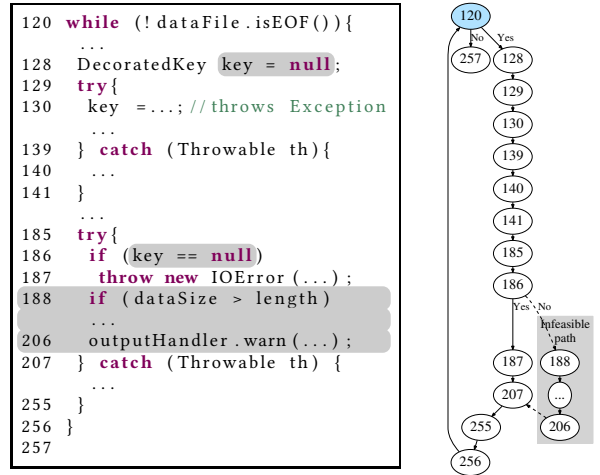 120 while (!dataFile.isEOF()){
...
128 DecoratedKey key = null;
129 try{
130 key =...; //throws Exception
...
139 } catch (Throwable th){
140 ...
141 }
...
185 try{
186 if (key == null)
187 throw new IOError(...);
188 if (dataSize > length)
...
206 outputHandler.warn(...);
207 } catch (Throwable th) {
...
255 }
256 }
257
120
No Yes
257 128
129
130
139
140
141
185
186
Yes No
Infeasible
path
187 188
207 ...
255 206
256